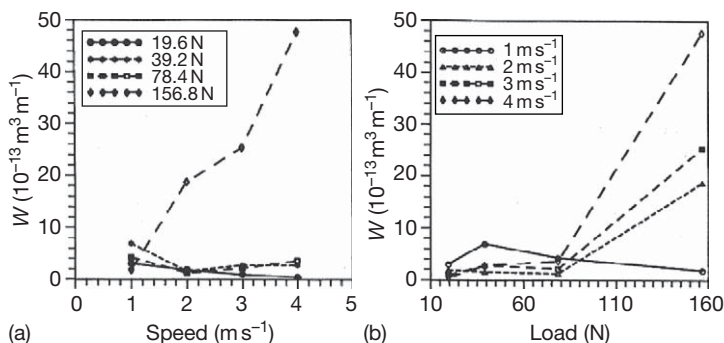 50
40
30
20
10
0
W (10⁻¹³ m³ m⁻¹)
19.6 N
39.2 N
78.4 N
156.8 N
0 1 2 3 4 5
(a) Speed (m s⁻¹)
50
40
30
20
10
0
W (10⁻¹³ m³ m⁻¹)
1 m s⁻¹
2 m s⁻¹
3 m s⁻¹
4 m s⁻¹
10 60 110 160
(b) Load (N)